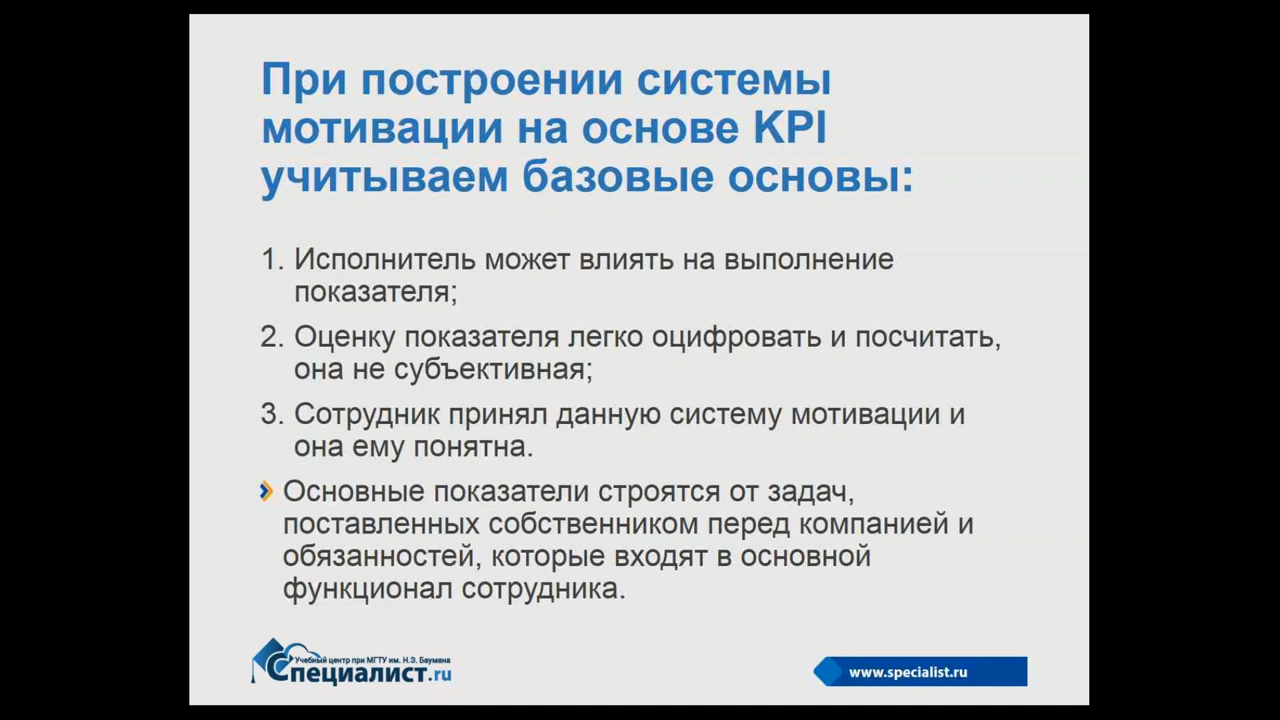 При построении системы
мотивации на основе KPI
учитываем базовые основы:
1. Исполнитель может влиять на выполнение
показателя;
2. Оценку показателя легко оцифровать и посчитать,
она не субъективная;
3. Сотрудник принял данную систему мотивации и
она ему понятна.
Основные показатели строятся от задач,
поставленных собственником перед компанией и
обязанностей, которые входят в основной
функционал сотрудника.
Учебный центр при МГТУ им. Н.Э. Баумана
Специалист.ru
www.specialist.ru